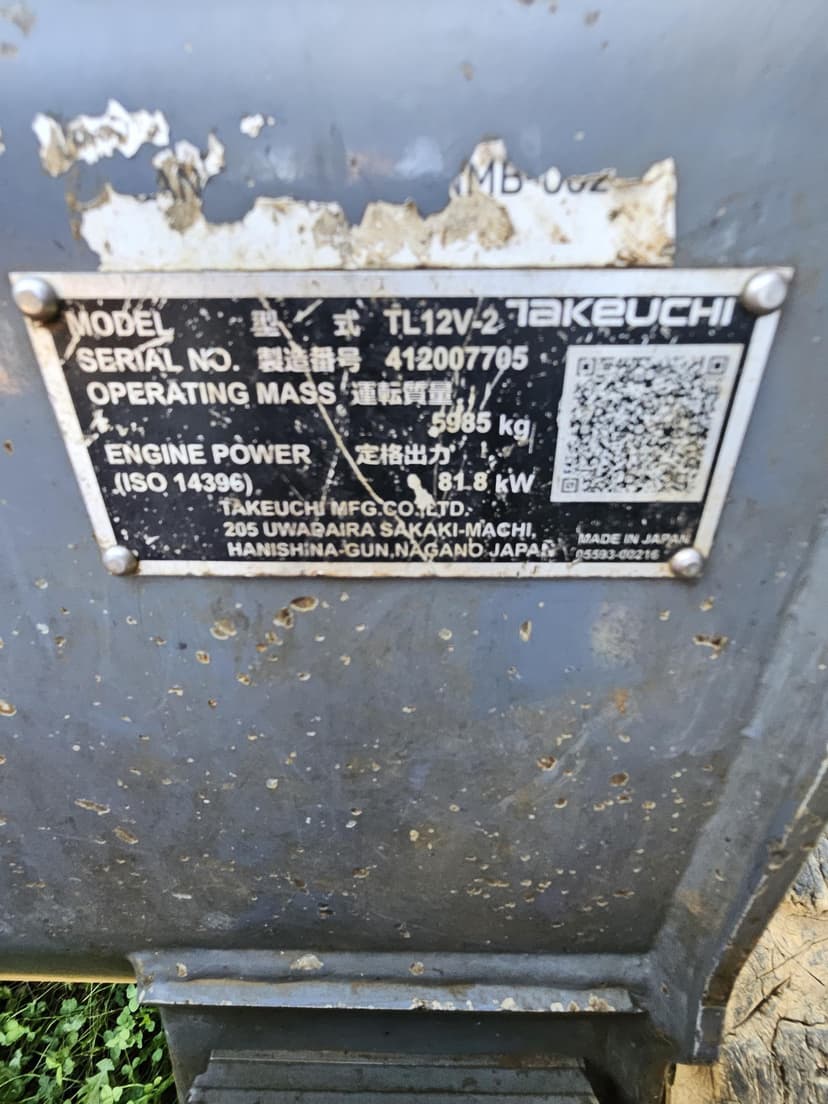 MB-002
TAKEUCHI
MODEL 型 式 TL12V-2
SERIAL NO. 製造番号 412007705
OPERATING MASS 運転質量
5985 kg
ENGINE POWER 定格出力
(ISO 14396) 81.8 kW
TAKEUCHI MFG.CO.,LTD.
205 UWADAIRA SAKAKI-MACHI,
HANISHINA-GUN,NAGANO JAPAN
MADE IN JAPAN
05593-00216